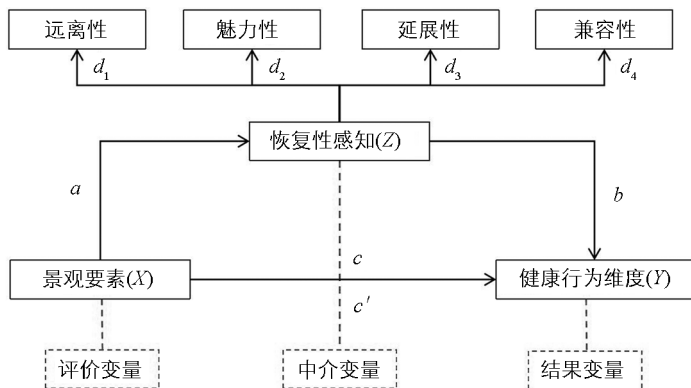 远离性 魅力性 延展性 兼容性
d1 d2 d3 d4
恢复性感知(Z)
a b
景观要素(X) c 健康行为维度(Y)
c′
评价变量 中介变量 结果变量